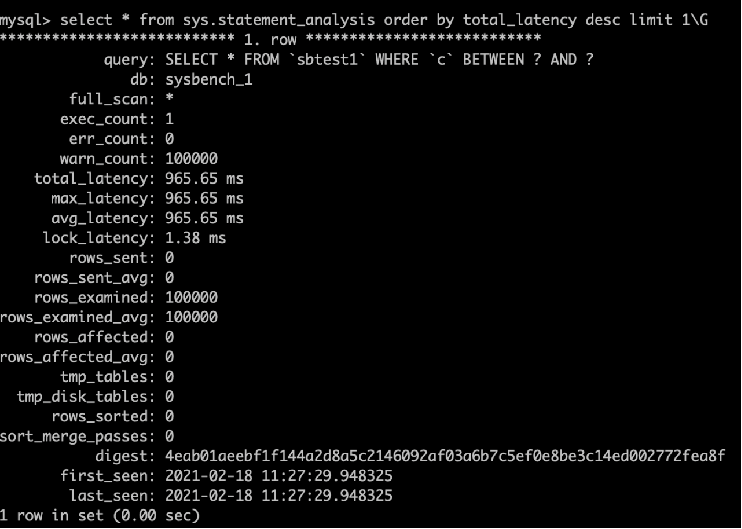 mysql> select * from sys.statement_analysis order by total_latency desc limit 1\G
*************************** 1. row ***************************
query: SELECT * FROM `sbtest1` WHERE `c` BETWEEN ? AND ?
db: sysbench_1
full_scan: *
exec_count: 1
err_count: 0
warn_count: 100000
total_latency: 965.65 ms
max_latency: 965.65 ms
avg_latency: 965.65 ms
lock_latency: 1.38 ms
rows_sent: 0
rows_sent_avg: 0
rows_examined: 100000
rows_examined_avg: 100000
rows_affected: 0
rows_affected_avg: 0
tmp_tables: 0
tmp_disk_tables: 0
rows_sorted: 0
sort_merge_passes: 0
digest: 4eab01aeebf1f144a2d8a5c2146092af03a6b7c5ef0e8be3c14ed002772fea8f
first_seen: 2021-02-18 11:27:29.948325
last_seen: 2021-02-18 11:27:29.948325
1 row in set (0.00 sec)